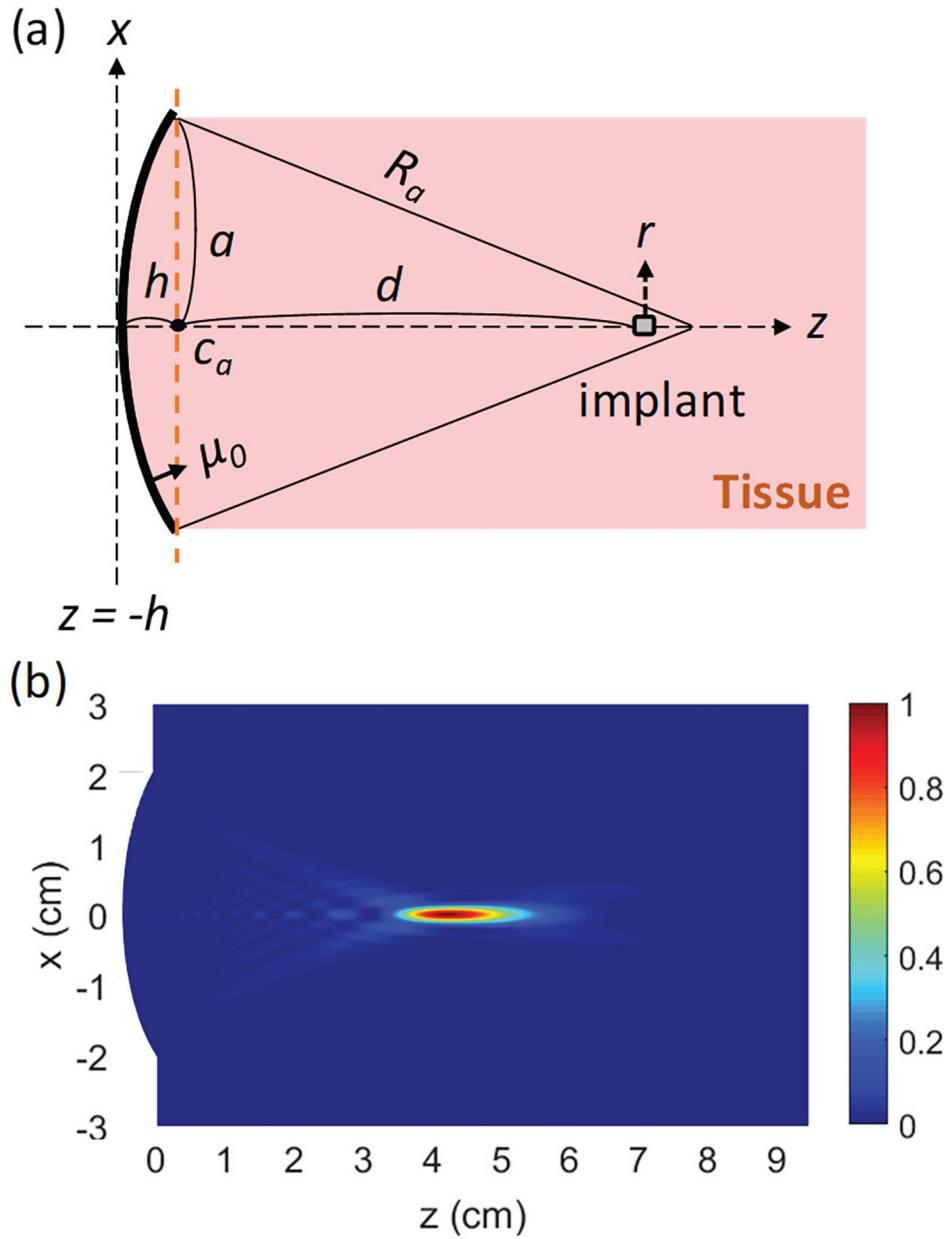 (a)
x
R_a
r
a
h
d
z
c_a
implant
μ_0
Tissue
z = -h
(b)
3
2
1
0
-1
-2
-3
x (cm)
0 1 2 3 4 5 6 7 8 9
z (cm)
1
0.8
0.6
0.4
0.2
0